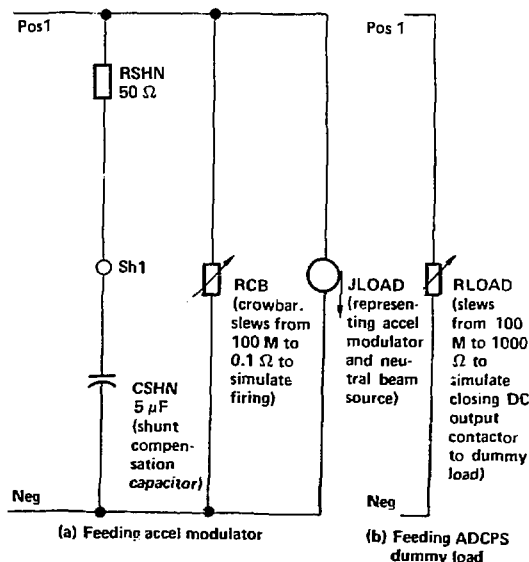 Pos1
RSHN
50 Ω
Sh1
CSHN
5 µF
(shunt
compen-
sation
capacitor)
Neg
RCB
(crowbar.
slews from
100 M to
0.1 Ω to
simulate
firing)
JLOAD
(represen-
ting accel
modulator
and neu-
tral beam
source)
(a) Feeding accel modulator
Pos 1
RLOAD
(slews
from 100
M to 1000
Ω to
simulate
closing DC
output
contactor
to dummy
load)
Neg
(b) Feeding ADCPS
dummy load